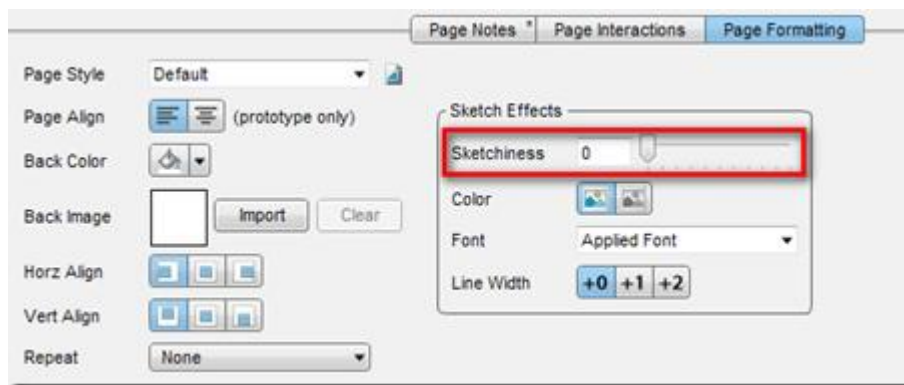 Page Notes * Page Interactions Page Formatting
Page Style Default
Page Align (prototype only)
Back Color
Back Image Import Clear
Horz Align
Vert Align
Repeat None
Sketch Effects
Sketchiness 0
Color
Font Applied Font
Line Width +0 +1 +2